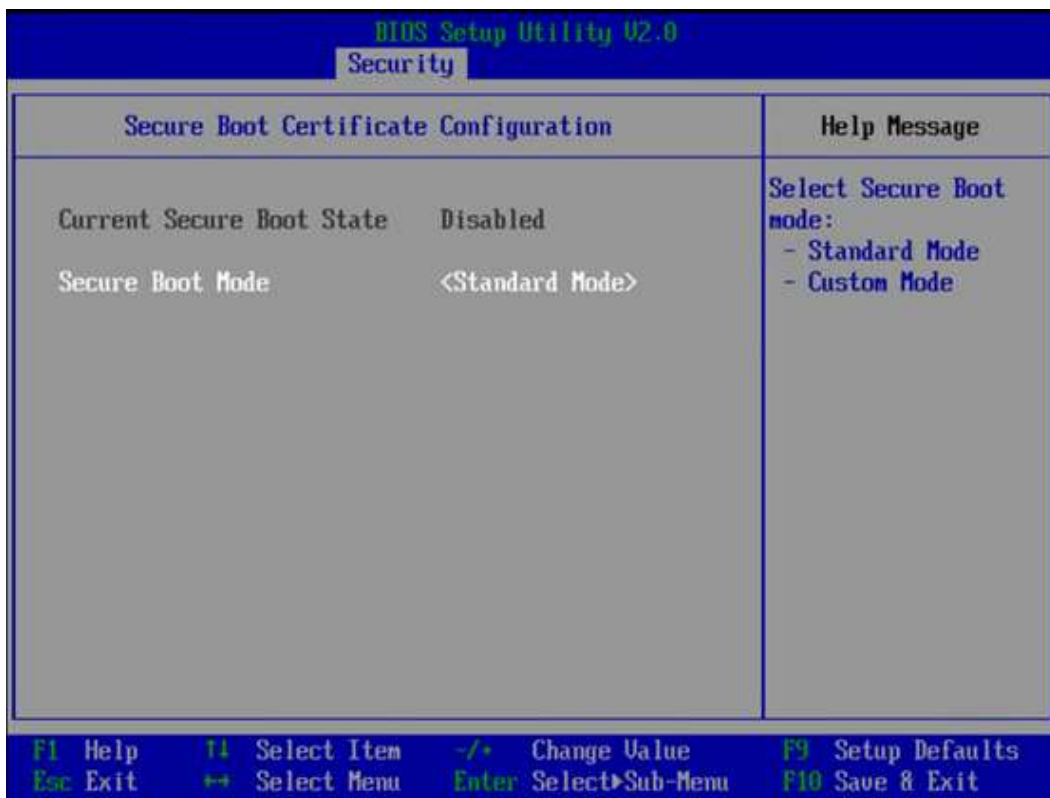 BIOS Setup Utility V2.0
Security
Secure Boot Certificate Configuration
Help Message
Current Secure Boot State Disabled
Secure Boot Mode <Standard Mode>
Select Secure Boot
mode:
- Standard Mode
- Custom Mode
F1 Help ↑↓ Select Item -/+ Change Value F9 Setup Defaults
Esc Exit ↔ Select Menu Enter Select▶Sub-Menu F10 Save & Exit